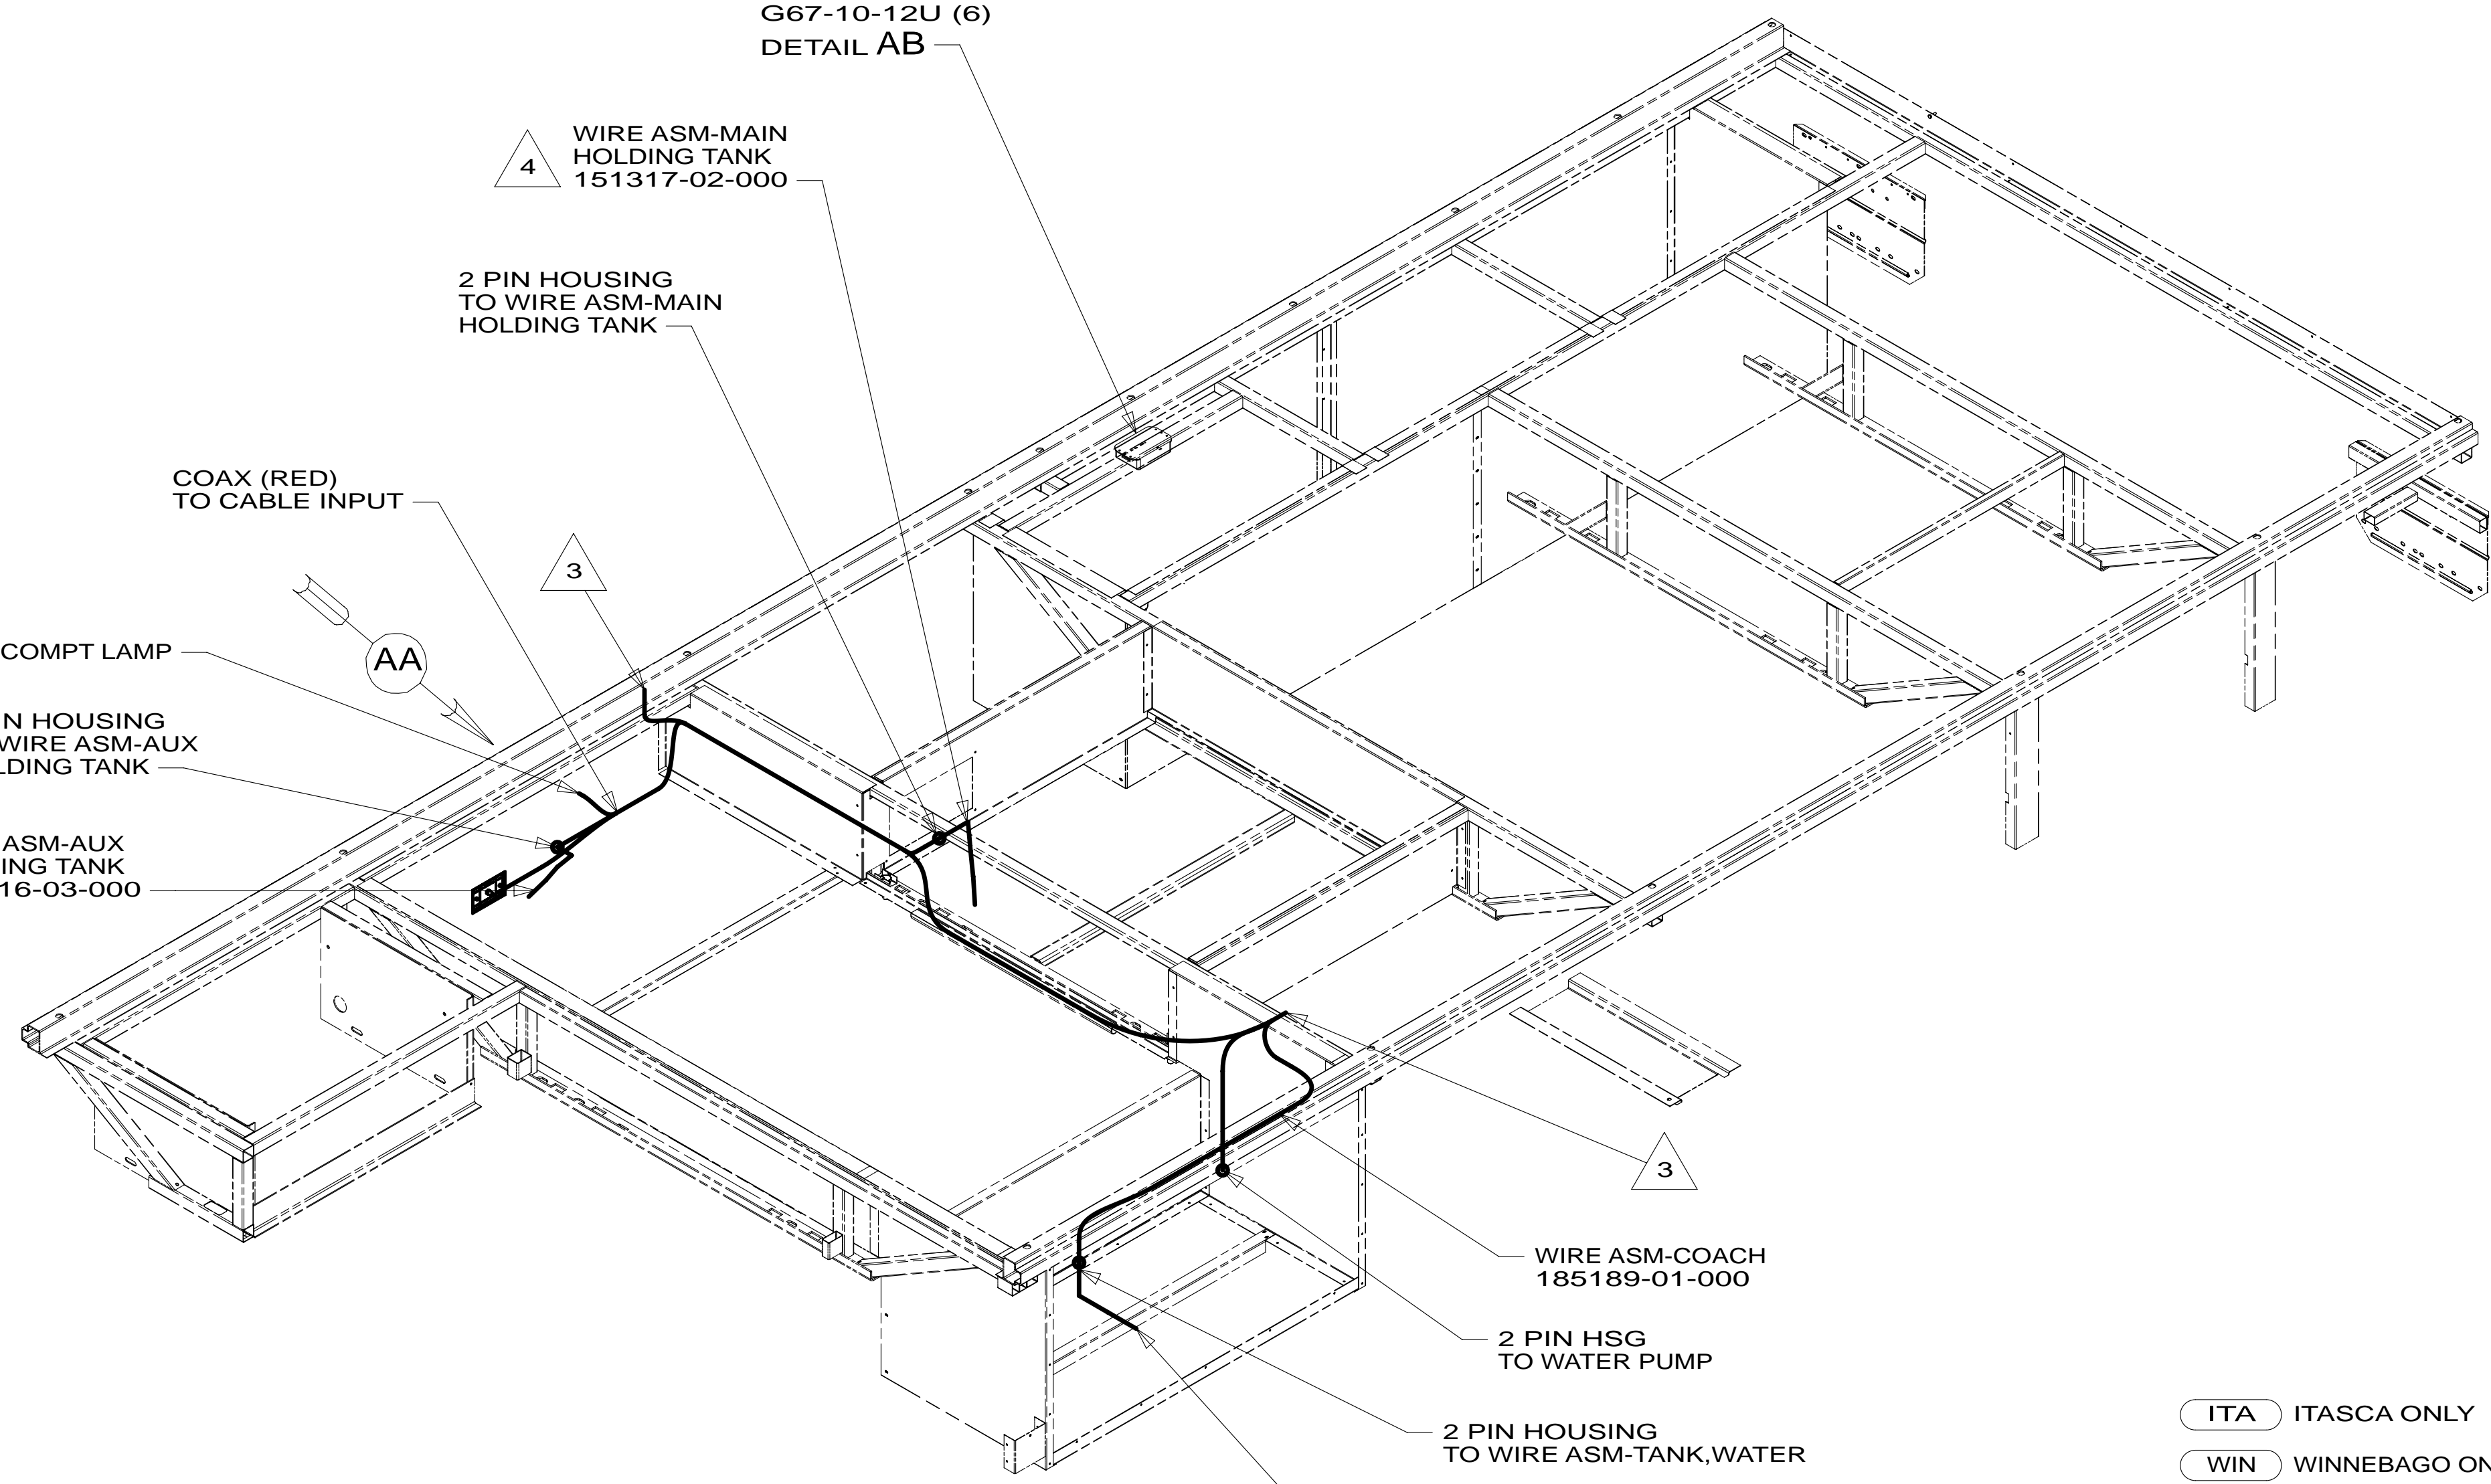 G67-10-12U (6)
DETAIL AB
4
WIRE ASM-MAIN
HOLDING TANK
151317-02-000
2 PIN HOUSING
TO WIRE ASM-MAIN
HOLDING TANK
COAX (RED)
TO CABLE INPUT
3
AA
COMPT LAMP
HOUSING
WIRE ASM-AUX
TANK
ASM-AUX
TANK
16-03-000
3
WIRE ASM-COACH
185189-01-000
2 PIN HSG
TO WATER PUMP
2 PIN HOUSING
TO WIRE ASM-TANK,WATER
ITA ITASCA ONLY
WIN WINNEBAGO